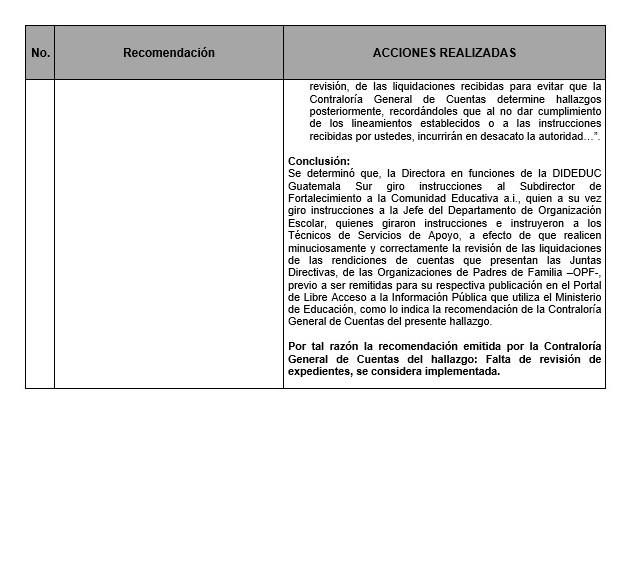 No. Recomendación ACCIONES REALIZADAS
revisión, de las liquidaciones recibidas para evitar que la
Contraloría General de Cuentas determine hallazgos
posteriormente, recordándoles que al no dar cumplimiento
de los lineamientos establecidos o a las instrucciones
recibidas por ustedes, incurrirán en desacato la autoridad…”.
Conclusión:
Se determinó que, la Directora en funciones de la DIDEDUC
Guatemala Sur giro instrucciones al Subdirector de
Fortalecimiento a la Comunidad Educativa a.i., quien a su vez
giro instrucciones a la Jefe del Departamento de Organización
Escolar, quienes giraron instrucciones e instruyeron a los
Técnicos de Servicios de Apoyo, a efecto de que realicen
minuciosamente y correctamente la revisión de las liquidaciones
de las rendiciones de cuentas que presentan las Juntas
Directivas, de las Organizaciones de Padres de Familia –OPF-,
previo a ser remitidas para su respectiva publicación en el Portal
de Libre Acceso a la Información Pública que utiliza el Ministerio
de Educación, como lo indica la recomendación de la Contraloría
General de Cuentas del presente hallazgo.
Por tal razón la recomendación emitida por la Contraloría
General de Cuentas del hallazgo: Falta de revisión de
expedientes, se considera implementada.